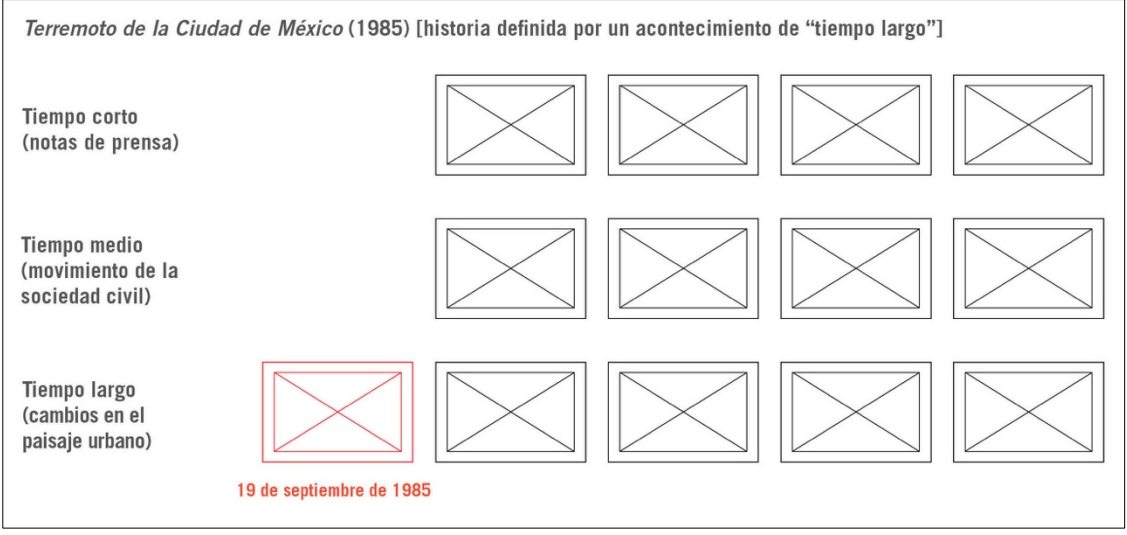 Terremoto de la Ciudad de México (1985) [historia definida por un acontecimiento de “tiempo largo”]
Tiempo corto
(notas de prensa)
Tiempo medio
(movimiento de la
sociedad civil)
Tiempo largo
(cambios en el
paisaje urbano)
19 de septiembre de 1985